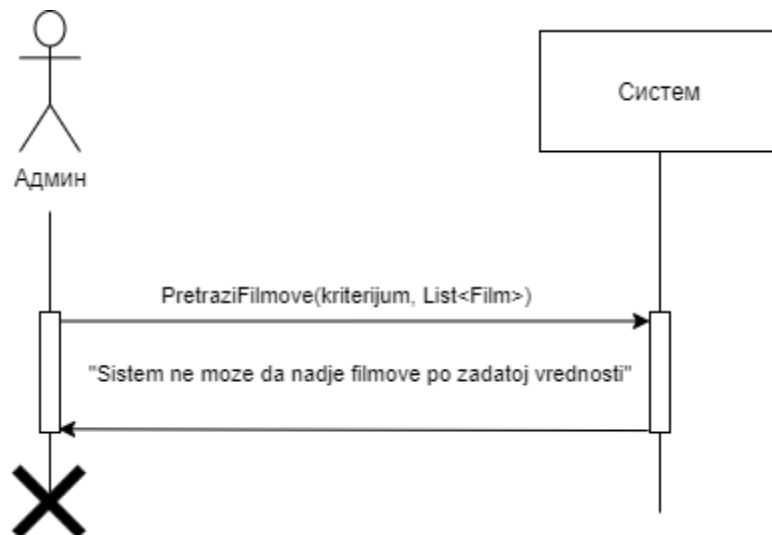 Систем
Админ
PretraziFilmove(kriterijum, List<Film>)
"Sistem ne moze da nadje filmove po zadatoj vrednosti"